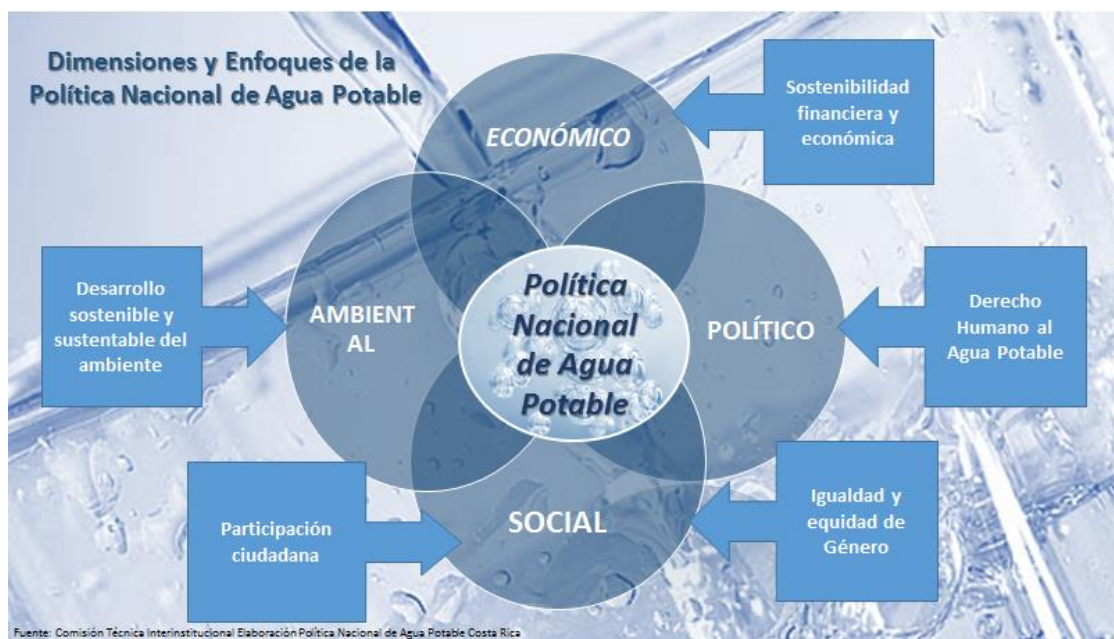 Dimensiones y Enfoques de la
Política Nacional de Agua Potable
ECONÓMICO
Sostenibilidad
financiera y
económica
Desarrollo
sostenible y
sustentable del
ambiente
AMBIENT
AL
Política
Nacional
de Agua
Potable
POLÍTICO
Derecho
Humano al
Agua Potable
Participación
ciudadana
SOCIAL
Igualdad y
equidad de
Género
Fuente: Comisión Técnica Interinstitucional Elaboración Política Nacional de Agua Potable Costa Rica